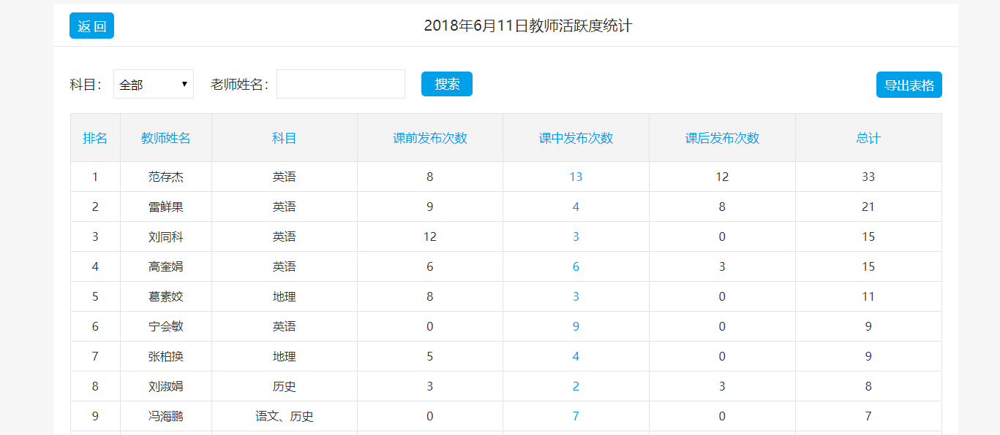 返 回
2018年6月11日教师活跃度统计
科目： 全部 老师姓名： 搜索 导出表格
排名 教师姓名 科目 课前发布次数 课中发布次数 课后发布次数 总计
1 范存杰 英语 8 13 12 33
2 雷鲜果 英语 9 4 8 21
3 刘同科 英语 12 3 0 15
4 高奎娟 英语 6 6 3 15
5 葛素姣 地理 8 3 0 11
6 宁会敏 英语 0 9 0 9
7 张柏换 地理 5 4 0 9
8 刘淑娟 历史 3 2 3 8
9 冯海鹏 语文、历史 0 7 0 7